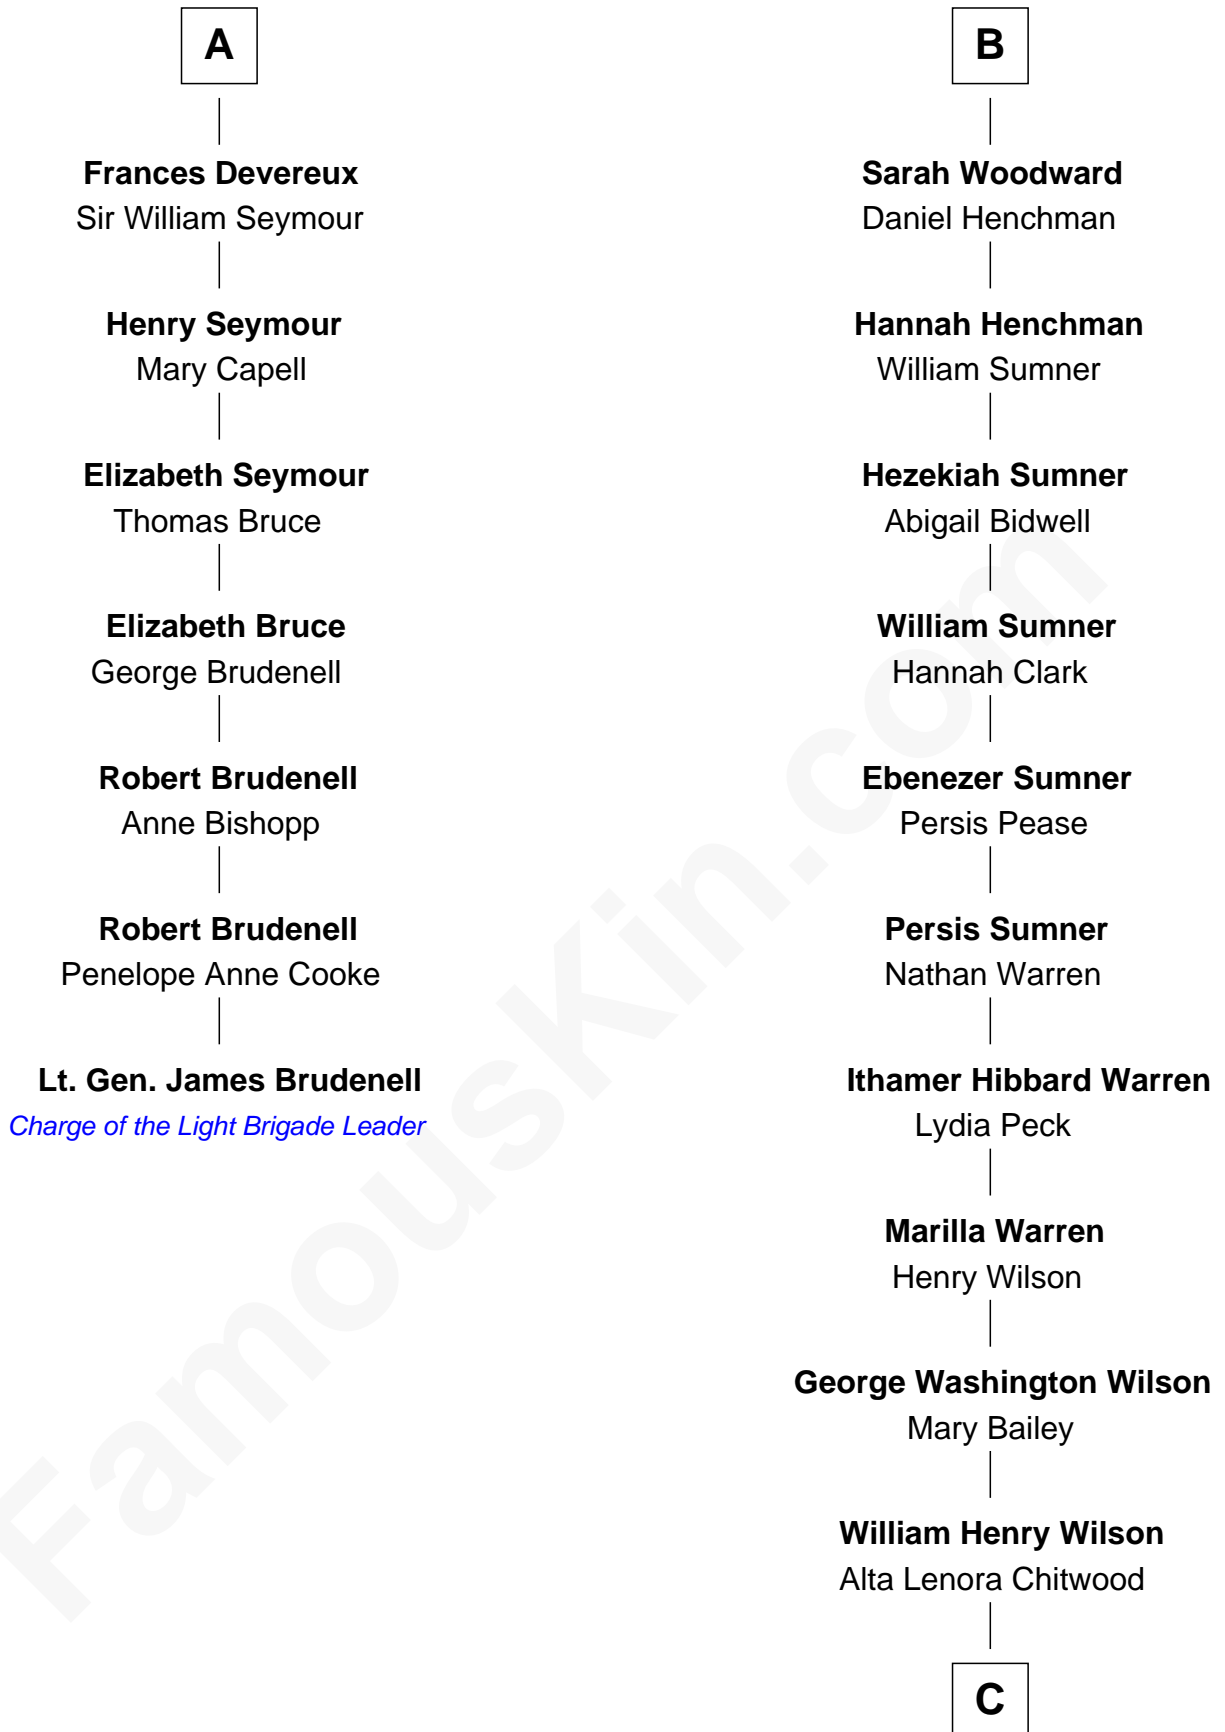 A
Frances Devereux
Sir William Seymour
Henry Seymour
Mary Capell
Elizabeth Seymour
Thomas Bruce
Elizabeth Bruce
George Brudenell
Robert Brudenell
Anne Bishopp
Robert Brudenell
Penelope Anne Cooke
Lt. Gen. James Brudenell
Charge of the Light Brigade Leader
B
Sarah Woodward
Daniel Henchman
Hannah Henchman
William Sumner
Hezekiah Sumner
Abigail Bidwell
William Sumner
Hannah Clark
Ebenezer Sumner
Persis Pease
Persis Sumner
Nathan Warren
Ithamer Hibbard Warren
Lydia Peck
Marilla Warren
Henry Wilson
George Washington Wilson
Mary Bailey
William Henry Wilson
Alta Lenora Chitwood
C
FamousKin.com